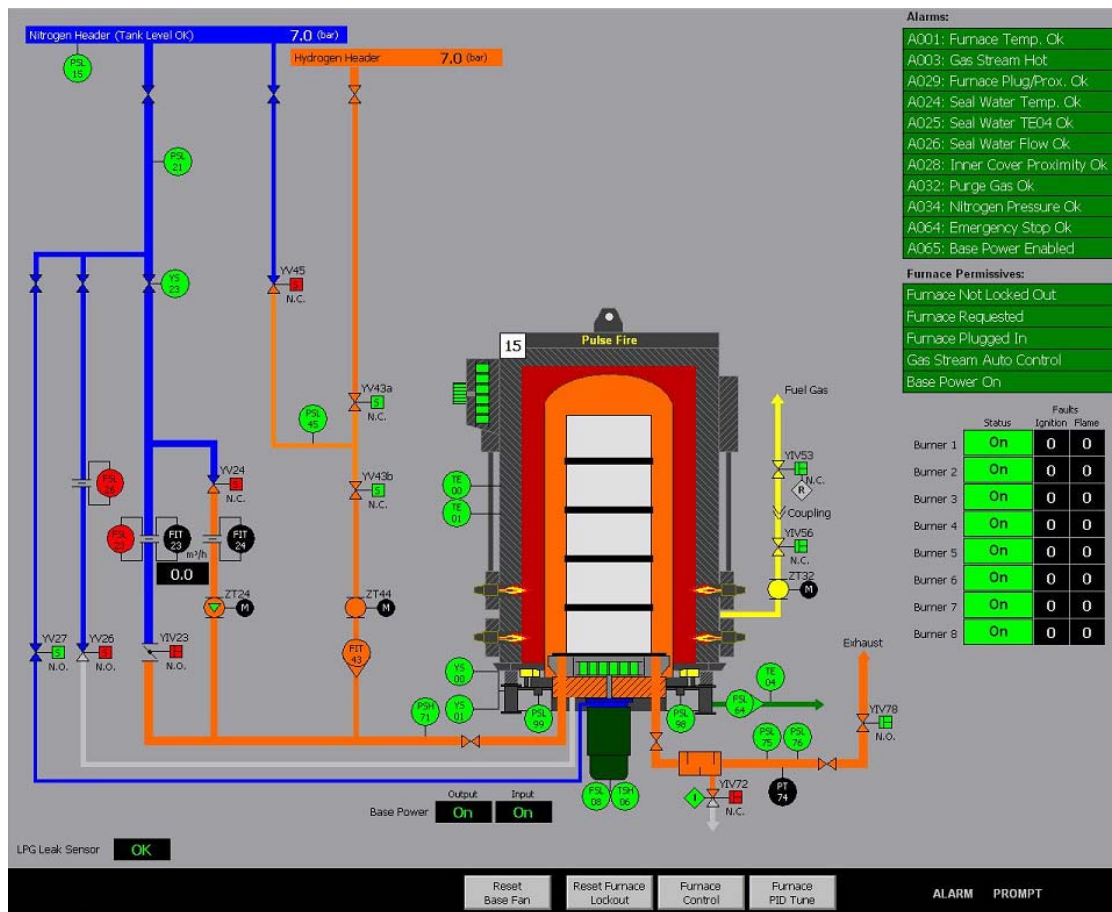 Nitrogen Header (Tank Level OK) 7.0 (bar)
Hydrogen Header 7.0 (bar)
PSL 15
PSL 21
YS 23
YV45
S
N.C.
15
Pulse Fire
YV43a
S
N.C.
PSL 45
Fuel Gas
YV24
S
N.C.
YV43b
S
N.C.
TE 00
TE 01
YIV53
N.C.
R
Coupling
FSL 26
FSL 23
FIT 23
FIT 24
m³/h
0.0
YIV56
N.C.
ZT24
M
ZT44
M
ZT32
M
YV27
S
N.O.
YV26
S
N.O.
YIV23
N.O.
FIT 43
Exhaust
YS 00
YS 01
PSH 71
PSL 99
PSL 98
TE 04
PSL 64
PSL 75
PSL 76
YIV78
N.O.
PT 74
YIV72
I
N.C.
FSL 08
TSH 06
Output Input
Base Power On On
LPG Leak Sensor OK
Alarms:
A001: Furnace Temp. Ok
A003: Gas Stream Hot
A029: Furnace Plug/Prox. Ok
A024: Seal Water Temp. Ok
A025: Seal Water TE04 Ok
A026: Seal Water Flow Ok
A028: Inner Cover Proximity Ok
A032: Purge Gas Ok
A034: Nitrogen Pressure Ok
A064: Emergency Stop Ok
A065: Base Power Enabled
Furnace Permissives:
Furnace Not Locked Out
Furnace Requested
Furnace Plugged In
Gas Stream Auto Control
Base Power On
Faults
Status Ignition Flame
Burner 1 On 0 0
Burner 2 On 0 0
Burner 3 On 0 0
Burner 4 On 0 0
Burner 5 On 0 0
Burner 6 On 0 0
Burner 7 On 0 0
Burner 8 On 0 0
Reset Base Fan
Reset Furnace Lockout
Furnace Control
Furnace PID Tune
ALARM PROMPT